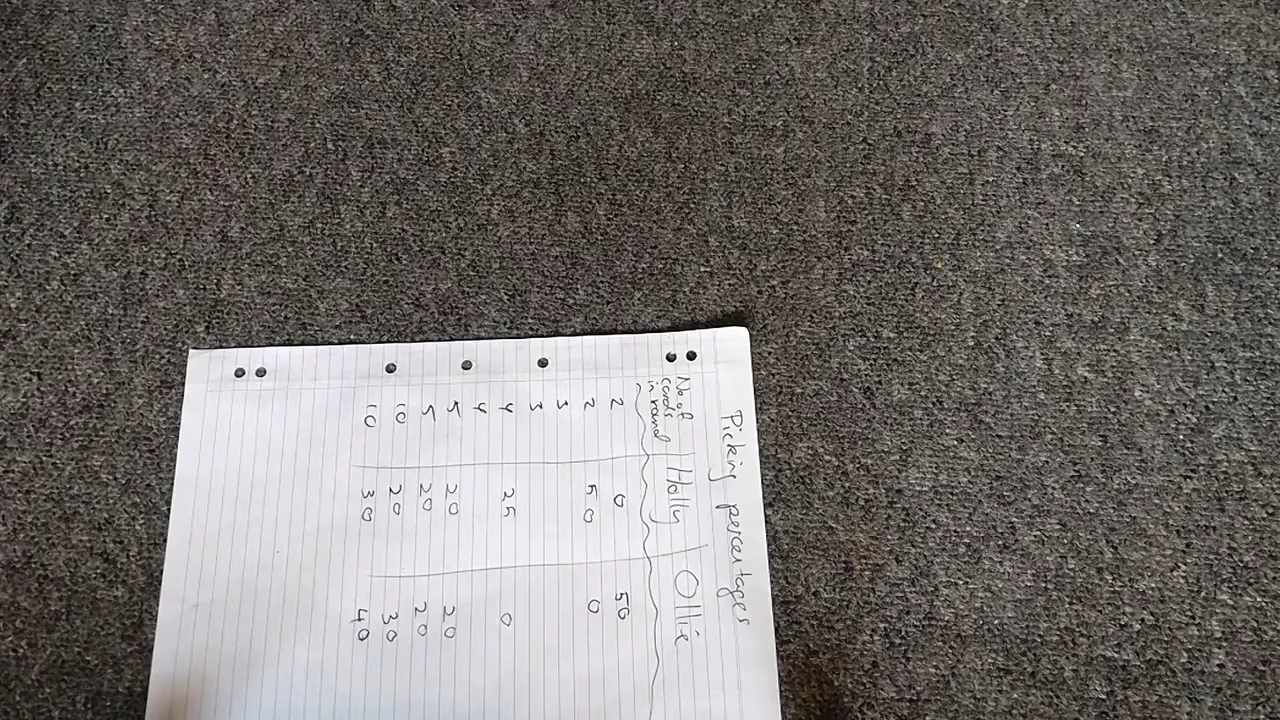 Picking percentages
No of cards in round Holly Ollie
2 0 50
2 50 0
3
3
4 25 0
4
5 20 20
5 20 20
10 20 30
10 30 40